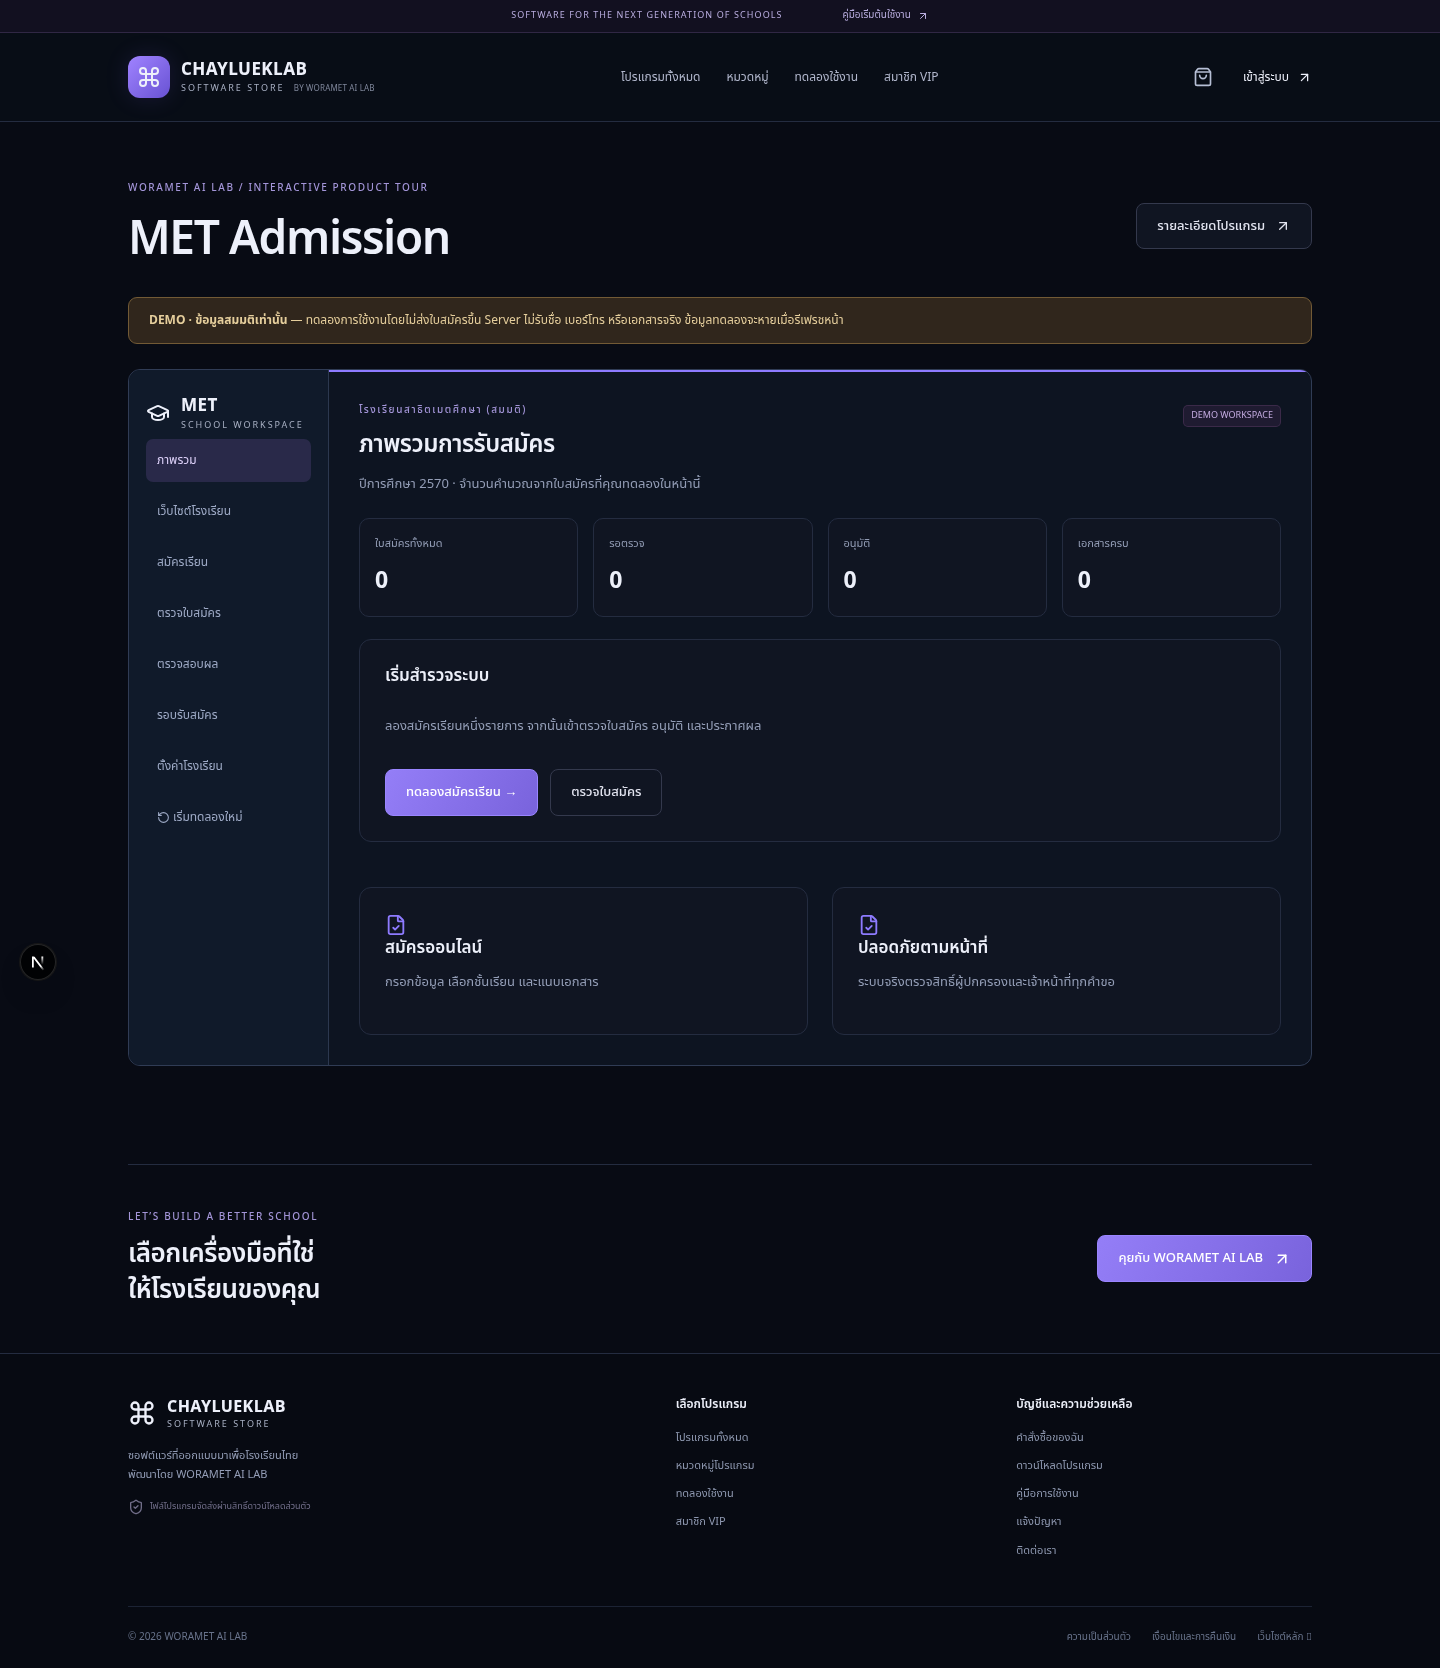 SOFTWARE FOR THE NEXT GENERATION OF SCHOOLS
คู่มือเริ่มต้นใช้งาน
CHAYLUEKLAB
SOFTWARE STORE BY WORAMET AI LAB
โปรแกรมทั้งหมด
หมวดหมู่
ทดลองใช้งาน
สมาชิก VIP
เข้าสู่ระบบ
WORAMET AI LAB / INTERACTIVE PRODUCT TOUR
MET Admission
รายละเอียดโปรแกรม
DEMO · ข้อมูลสมมติเท่านั้น — ทดลองการใช้งานโดยไม่ส่งใบสมัครขึ้น Server ไม่รับชื่อ เบอร์โทร หรือเอกสารจริง ข้อมูลทดลองจะหายเมื่อรีเฟรชหน้า
MET
SCHOOL WORKSPACE
ภาพรวม
เว็บไซต์โรงเรียน
สมัครเรียน
ตรวจใบสมัคร
ตรวจสอบผล
รอบรับสมัคร
ตั้งค่าโรงเรียน
เริ่มทดลองใหม่
โรงเรียนสาธิตเมตศึกษา (สมมติ)
DEMO WORKSPACE
ภาพรวมการรับสมัคร
ปีการศึกษา 2570 · จำนวนคำนวณจากใบสมัครที่คุณทดลองในหน้านี้
ใบสมัครทั้งหมด
0
รอตรวจ
0
อนุมัติ
0
เอกสารครบ
0
เริ่มสำรวจระบบ
ลองสมัครเรียนหนึ่งรายการ จากนั้นเข้าตรวจใบสมัคร อนุมัติ และประกาศผล
ทดลองสมัครเรียน →
ตรวจใบสมัคร
สมัครออนไลน์
กรอกข้อมูล เลือกชั้นเรียน และแนบเอกสาร
ปลอดภัยตามหน้าที่
ระบบจริงตรวจสิทธิ์ผู้ปกครองและเจ้าหน้าที่ทุกคำขอ
LET'S BUILD A BETTER SCHOOL
เลือกเครื่องมือที่ใช่
ให้โรงเรียนของคุณ
คุยกับ WORAMET AI LAB
CHAYLUEKLAB
SOFTWARE STORE
ซอฟต์แวร์ที่ออกแบบมาเพื่อโรงเรียนไทย
พัฒนาโดย WORAMET AI LAB
ไฟล์โปรแกรมจัดส่งผ่านสิทธิ์ดาวน์โหลดส่วนตัว
เลือกโปรแกรม
โปรแกรมทั้งหมด
หมวดหมู่โปรแกรม
ทดลองใช้งาน
สมาชิก VIP
บัญชีและความช่วยเหลือ
คำสั่งซื้อของฉัน
ดาวน์โหลดโปรแกรม
คู่มือการใช้งาน
แจ้งปัญหา
ติดต่อเรา
© 2026 WORAMET AI LAB
ความเป็นส่วนตัว
เงื่อนไขและการคืนเงิน
เว็บไซต์หลัก